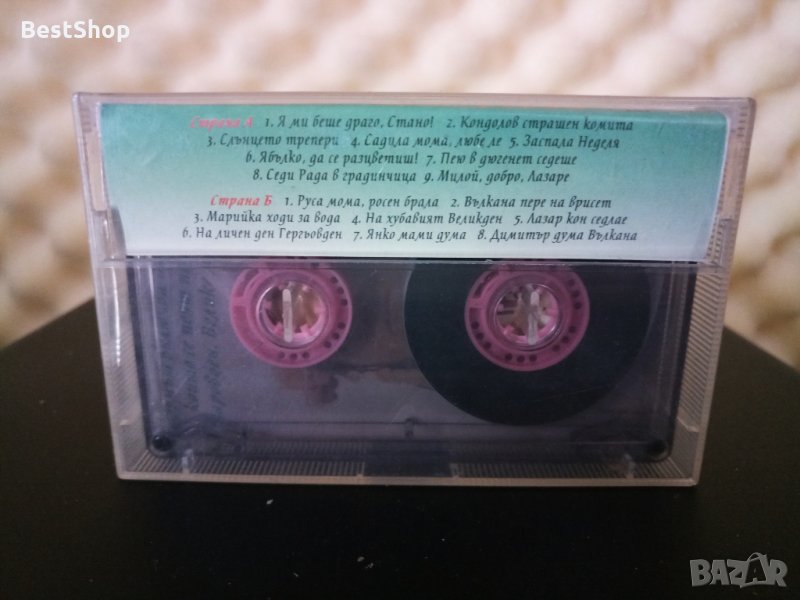 BestShop
Страна А 1. Я ми беше драго, Стано! 2. Кондолов страшен комита
3. Слънцето трепери 4. Садила мома, любе ле 5. Заспала Неделя
6. Ябълко, да се разцветиш! 7. Пею в дюгенет седеше
8. Седи Рада в градинчица 9. Милой, добро, Лазаре
Страна Б 1. Руса мома, росен брала 2. Вълкана пере на врисет
3. Марийка ходи за вода 4. На хубавият Великден 5. Лазар кон седлае
6. На личен ден Гергьовден 7. Янко мами дума 8. Димитър дума Вълкана
BAZAR